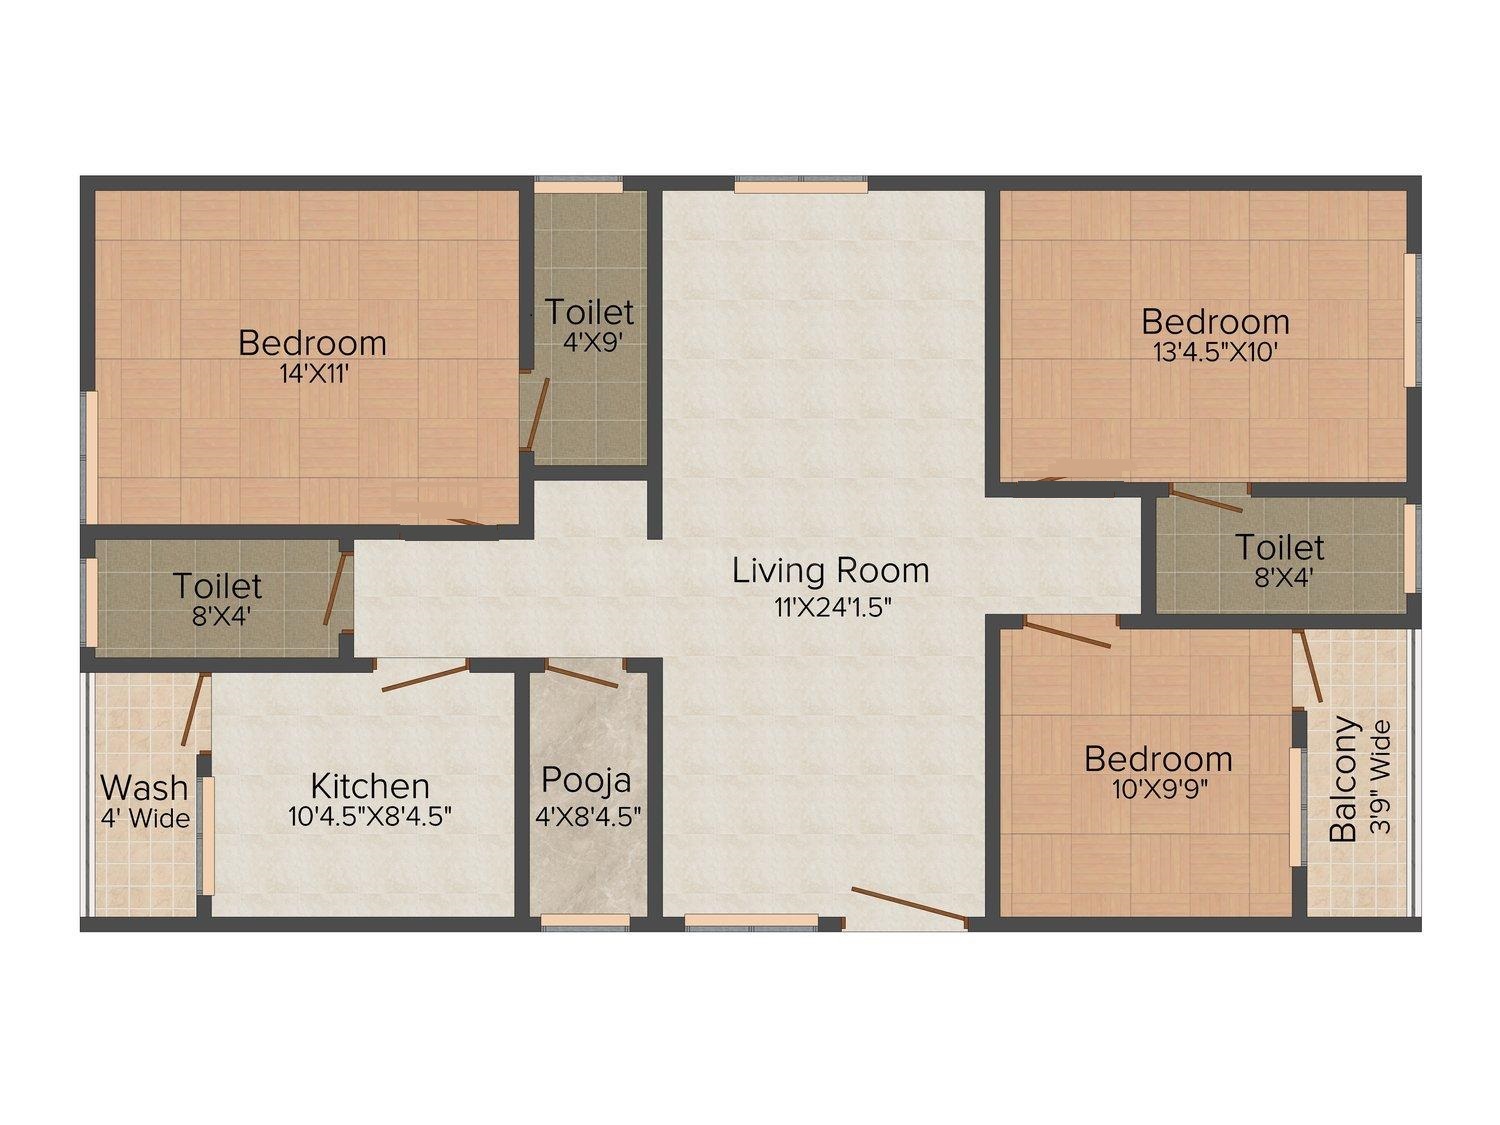 Bedroom
14'X11'
Toilet
4'X9'
Bedroom
13'4.5"X10'
Toilet
8'X4'
Living Room
11'X24'1.5"
Toilet
8'X4'
Wash
4' Wide
Kitchen
10'4.5"X8'4.5"
Pooja
4'X8'4.5"
Bedroom
10'X9'9"
Balcony
3'9" Wide